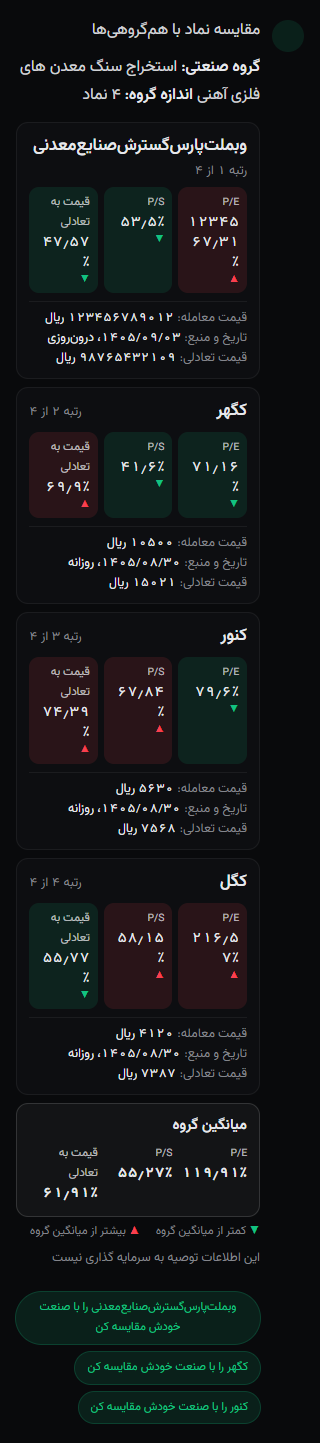 مقایسه نماد با هم‌گروهی‌ها
گروه صنعتی: استخراج سنگ معدن های
فلزی آهنی اندازه گروه: ۴ نماد
وبملت‌پارس‌گسترش‌صنایع‌معدنی
رتبه ۱ از ۴
P/E
۱۲۳۴۵
۶۷٫۳۱
٪
▲
P/S
۵۳٫۵٪
▼
قیمت به
تعادلی
۴۷٫۵۷
٪
▼
قیمت معامله: ۱۲۳۴۵۶۷۸۹۰۱۲ ریال
تاریخ و منبع: ۱۴۰۵/۰۹/۰۳، درون‌روزی
قیمت تعادلی: ۹۸۷۶۵۴۳۲۱۰۹ ریال
کگهر
رتبه ۲ از ۴
P/E
۷۱٫۱۶
٪
▼
P/S
۴۱٫۶٪
▼
قیمت به
تعادلی
۶۹٫۹٪
▲
قیمت معامله: ۱۰۵۰۰ ریال
تاریخ و منبع: ۱۴۰۵/۰۸/۳۰، روزانه
قیمت تعادلی: ۱۵۰۲۱ ریال
کنور
رتبه ۳ از ۴
P/E
۷۹٫۶٪
▼
P/S
۶۷٫۸۴
٪
▲
قیمت به
تعادلی
۷۴٫۳۹
٪
▲
قیمت معامله: ۵۶۳۰ ریال
تاریخ و منبع: ۱۴۰۵/۰۸/۳۰، روزانه
قیمت تعادلی: ۷۵۶۸ ریال
کگل
رتبه ۴ از ۴
P/E
۲۱۶٫۵
۷٪
▲
P/S
۵۸٫۱۵
٪
▲
قیمت به
تعادلی
۵۵٫۷۷
٪
▼
قیمت معامله: ۴۱۲۰ ریال
تاریخ و منبع: ۱۴۰۵/۰۸/۳۰، روزانه
قیمت تعادلی: ۷۳۸۷ ریال
میانگین گروه
P/E
۱۱۹٫۹۱٪
P/S
۵۵٫۲۷٪
قیمت به
تعادلی
۶۱٫۹۱٪
▼ کمتر از میانگین گروه ▲ بیشتر از میانگین گروه
این اطلاعات توصیه به سرمایه گذاری نیست
وبملت‌پارس‌گسترش‌صنایع‌معدنی را با صنعت
خودش مقایسه کن
کگهر را با صنعت خودش مقایسه کن
کنور را با صنعت خودش مقایسه کن